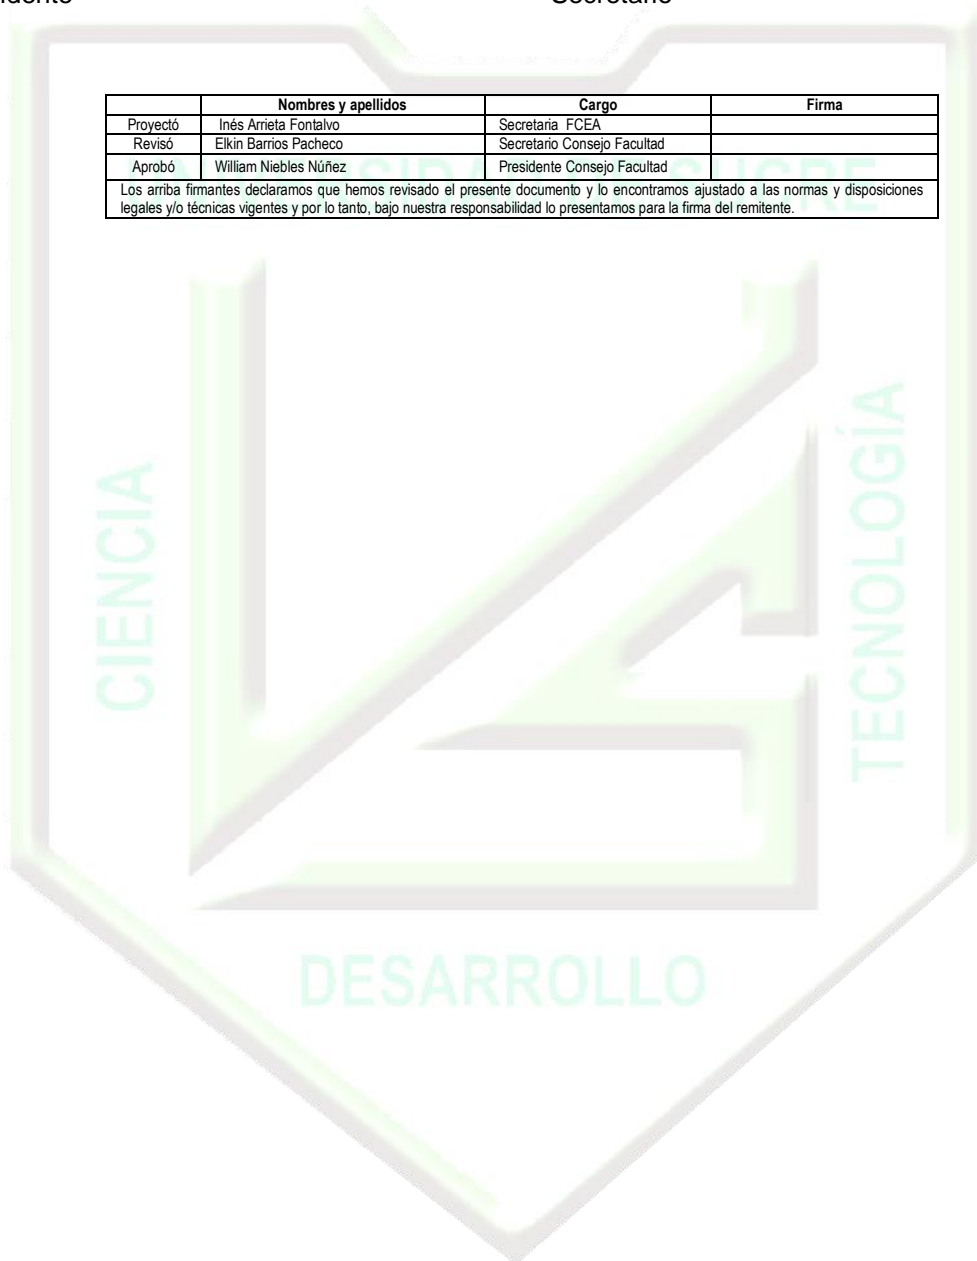 Secretario
Nombres y apellidos Cargo Firma
Proyectó Inés Arrieta Fontalvo Secretaria FCEA
Revisó Elkin Barrios Pacheco Secretario Consejo Facultad
Aprobó William Niebles Núñez Presidente Consejo Facultad
Los arriba firmantes declaramos que hemos revisado el presente documento y lo encontramos ajustado a las normas y disposiciones
legales y/o técnicas vigentes y por lo tanto, bajo nuestra responsabilidad lo presentamos para la firma del remitente.
CIENCIA
TECNOLOGÍA
DESARROLLO